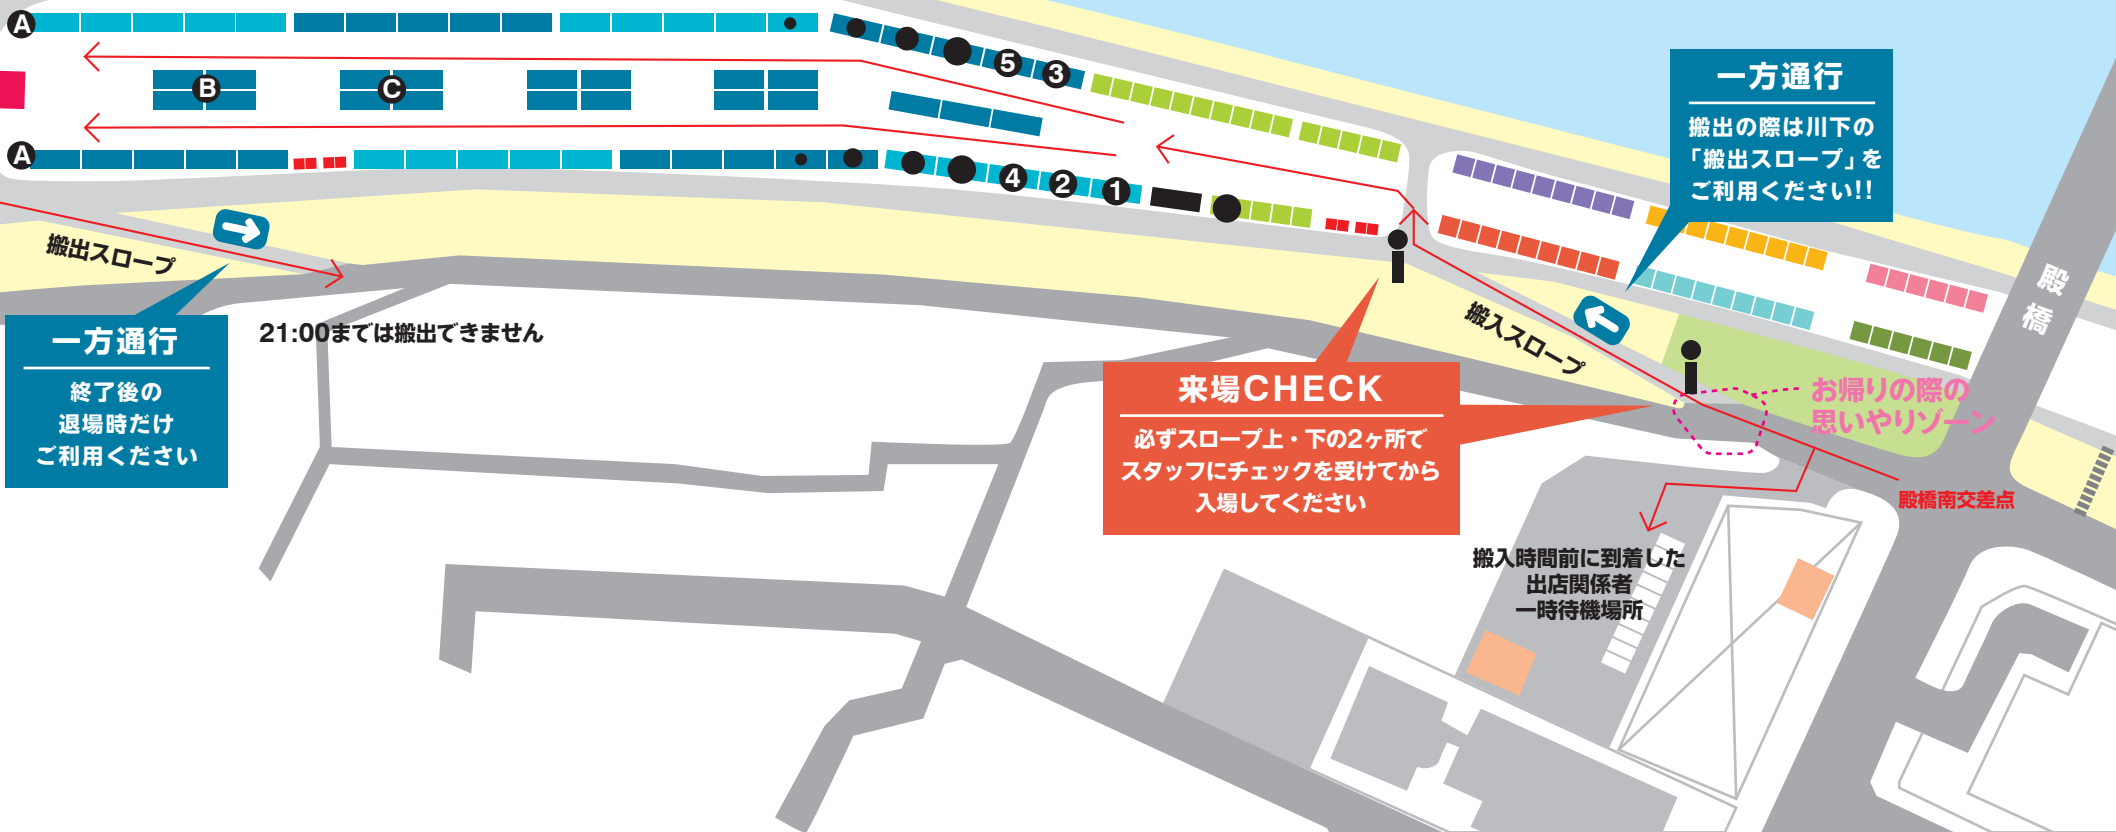 A
B
C
A
5
3
4
2
1
一方通行
搬出の際は川下の
「搬出スロープ」を
ご利用ください!!
殿橋
搬出スロープ
一方通行
終了後の
退場時だけ
ご利用ください
21:00までは搬出できません
搬入スロープ
来場CHECK
必ずスロープ上・下の2ヶ所で
スタッフにチェックを受けてから
入場してください
お帰りの際の
思いやりゾーン
殿橋南交差点
搬入時間前に到着した
出店関係者
一時待機場所